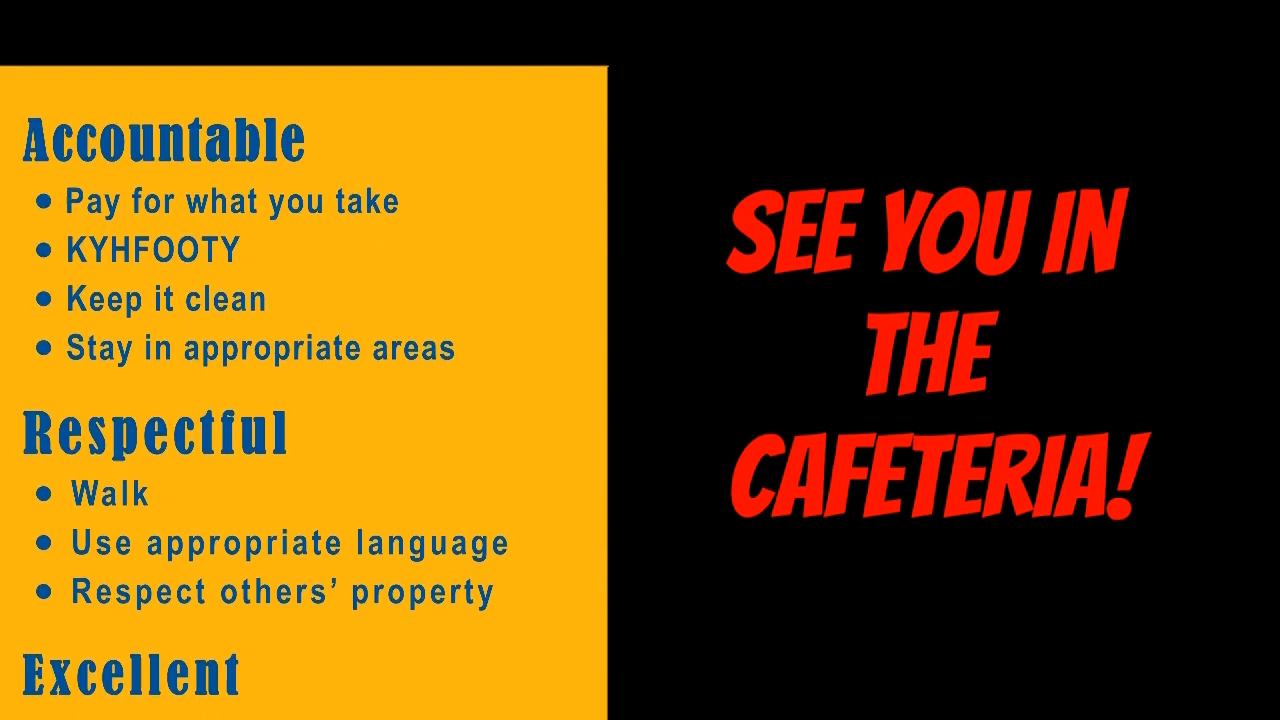 Accountable
• Pay for what you take
• KYHFOOTY
• Keep it clean
• Stay in appropriate areas
Respectful
• Walk
• Use appropriate language
• Respect others’ property
Excellent
SEE YOU IN
THE
CAFETERIA!